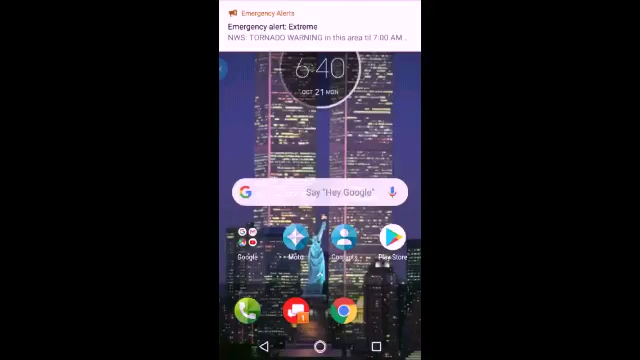 Emergency Alerts
Emergency alert: Extreme
NWS: TORNADO WARNING in this area til 7:00 AM...
6:40
OCT 21 MON
Say "Hey Google"
Google
Moto
Contacts
Play Store